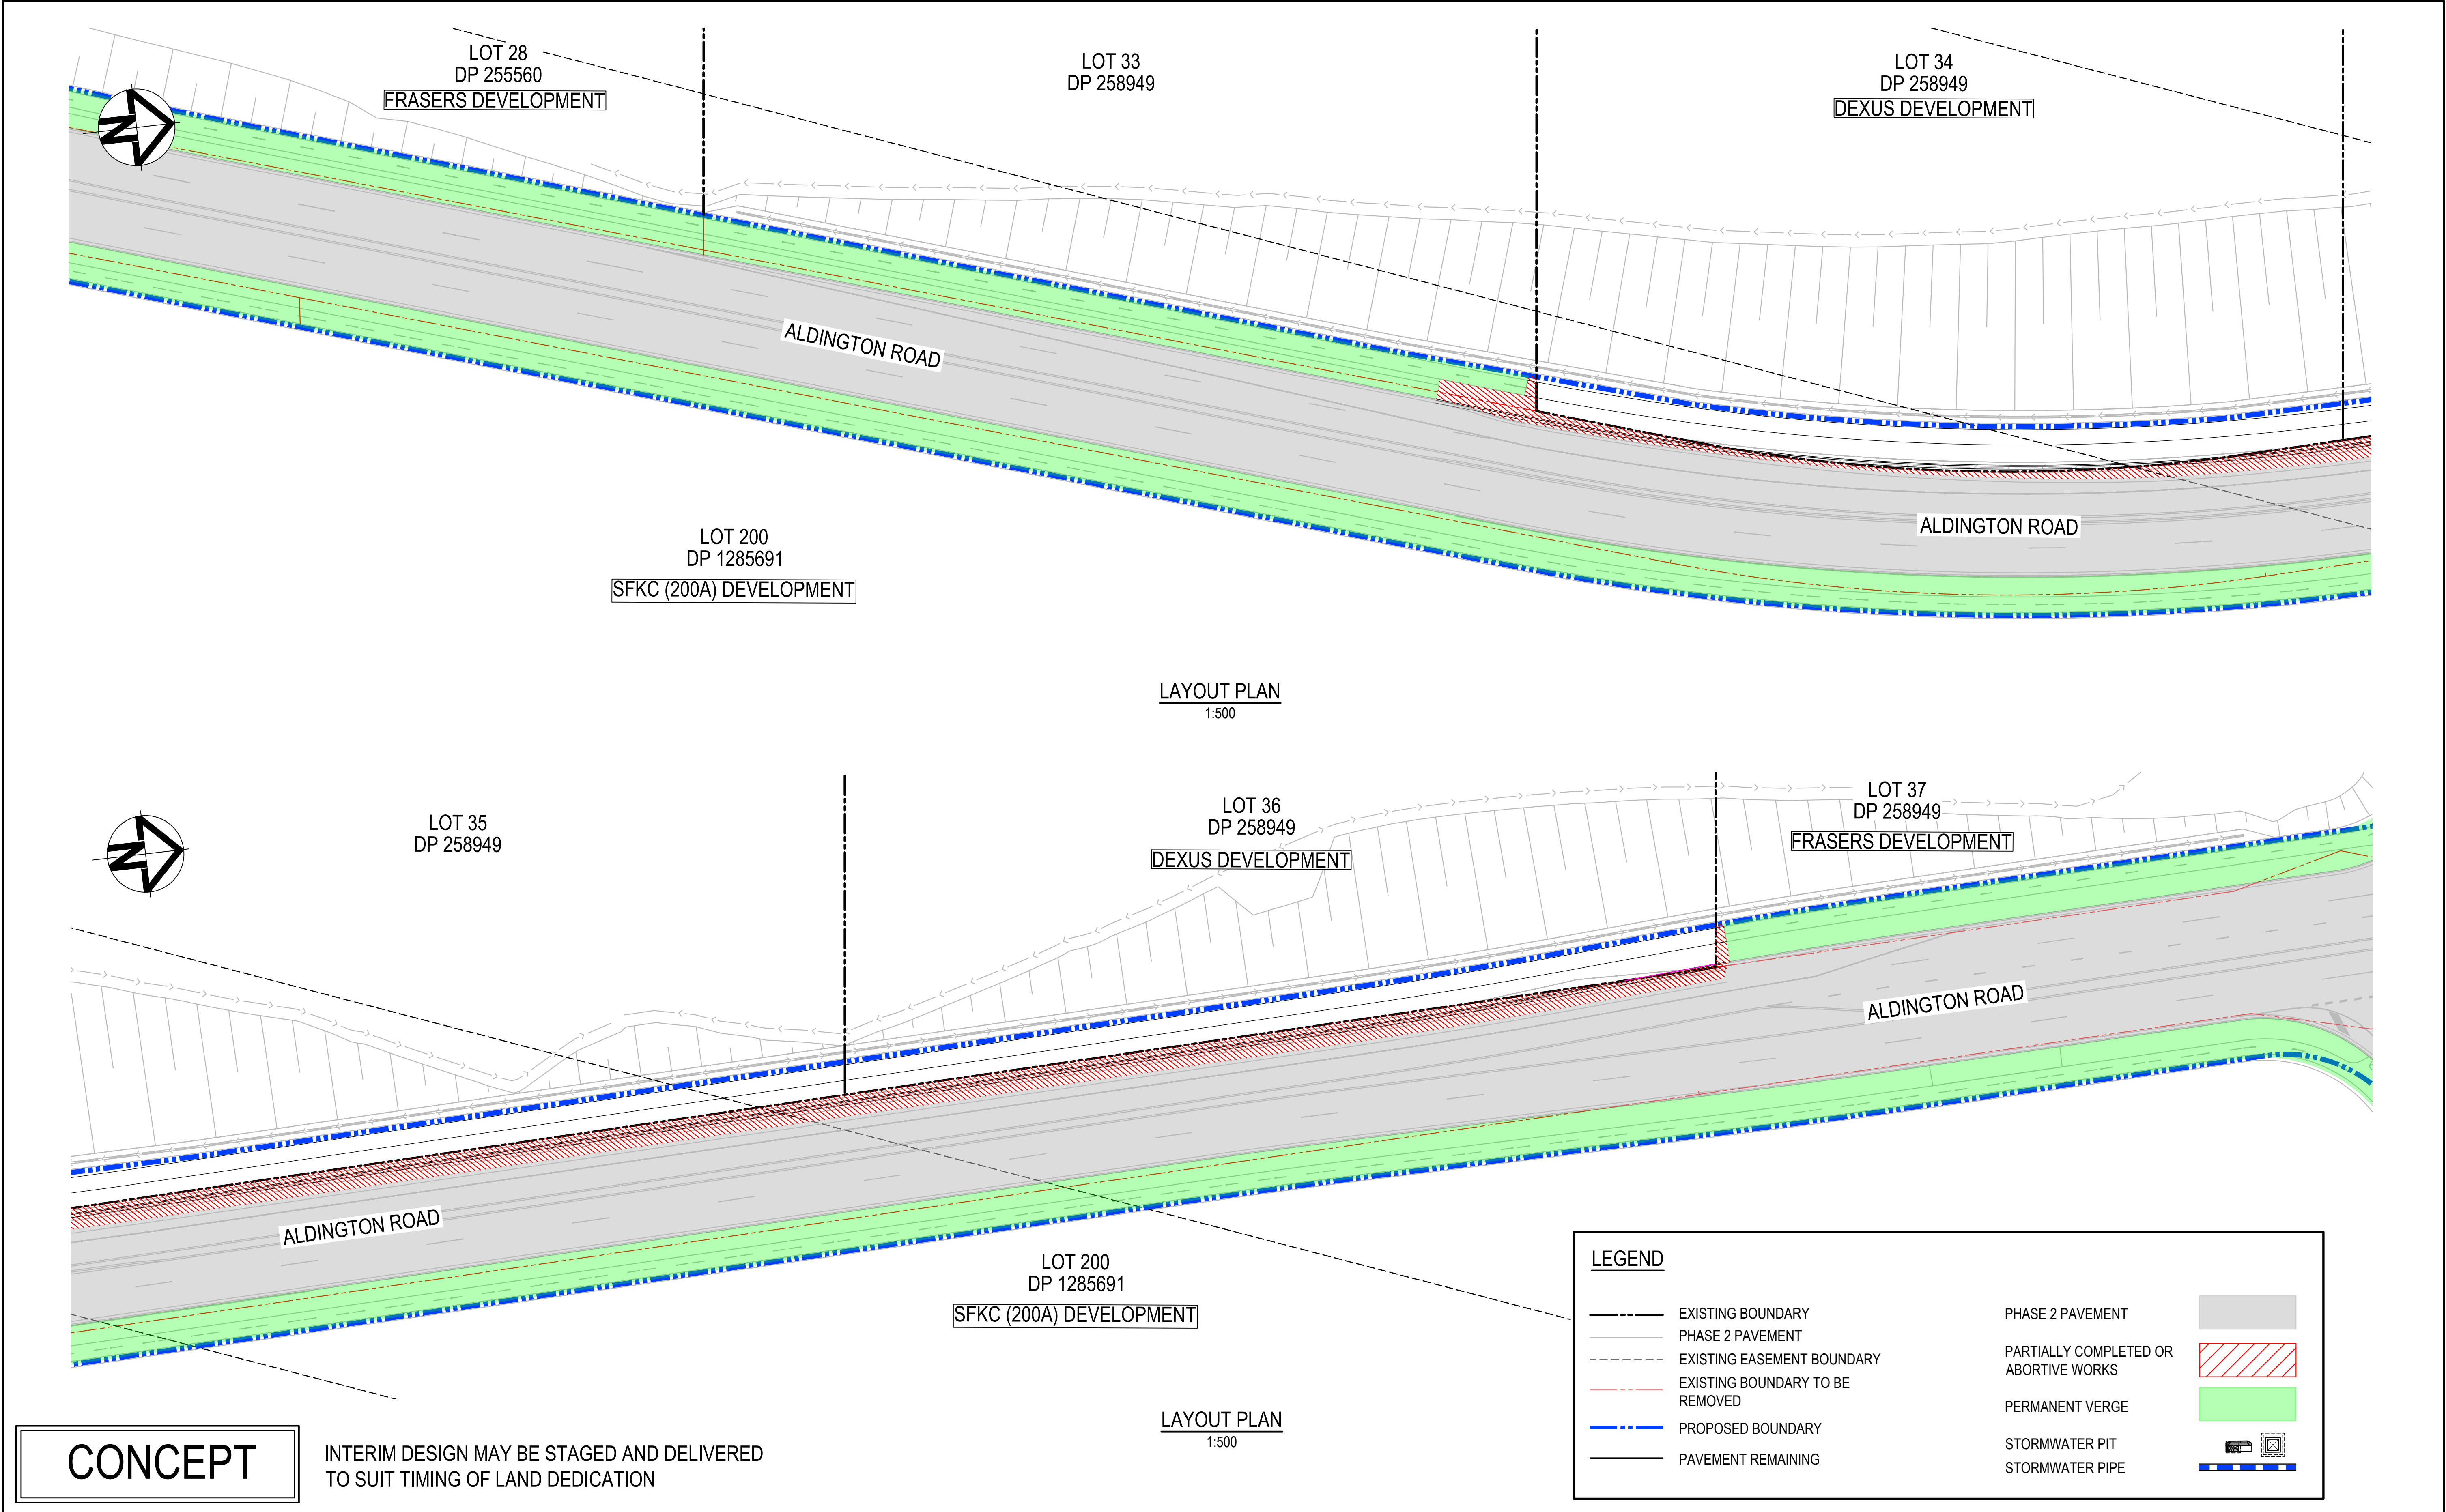 LOT 28
DP 255560
FRASERS DEVELOPMENT
LOT 33
DP 258949
LOT 34
DP 258949
DEXUS DEVELOPMENT
N
ALDINGTON ROAD
ALDINGTON ROAD
LOT 200
DP 1285691
SFKC (200A) DEVELOPMENT
LAYOUT PLAN
1:500
LOT 35
DP 258949
LOT 36
DP 258949
DEXUS DEVELOPMENT
LOT 37
DP 258949
FRASERS DEVELOPMENT
N
ALDINGTON ROAD
ALDINGTON ROAD
LOT 200
DP 1285691
SFKC (200A) DEVELOPMENT
LAYOUT PLAN
1:500
LEGEND
EXISTING BOUNDARY
PHASE 2 PAVEMENT
EXISTING EASEMENT BOUNDARY
EXISTING BOUNDARY TO BE
REMOVED
PROPOSED BOUNDARY
PAVEMENT REMAINING
PHASE 2 PAVEMENT
PARTIALLY COMPLETED OR
ABORTIVE WORKS
PERMANENT VERGE
STORMWATER PIT
STORMWATER PIPE
CONCEPT
INTERIM DESIGN MAY BE STAGED AND DELIVERED
TO SUIT TIMING OF LAND DEDICATION